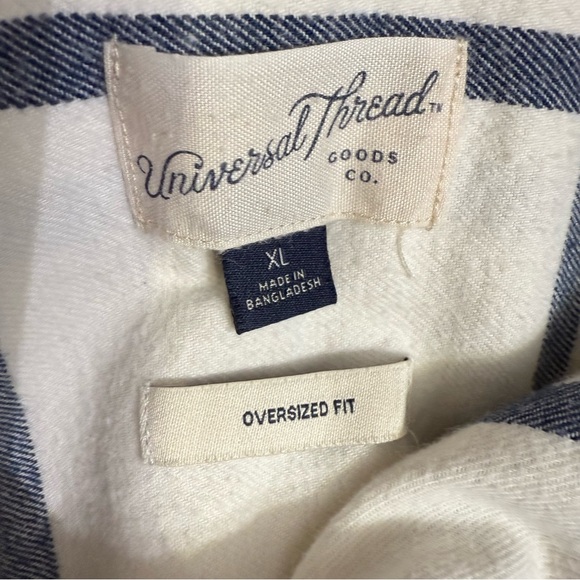 Universal Thread™
GOODS
CO.
XL
MADE IN
BANGLADESH
OVERSIZED FIT